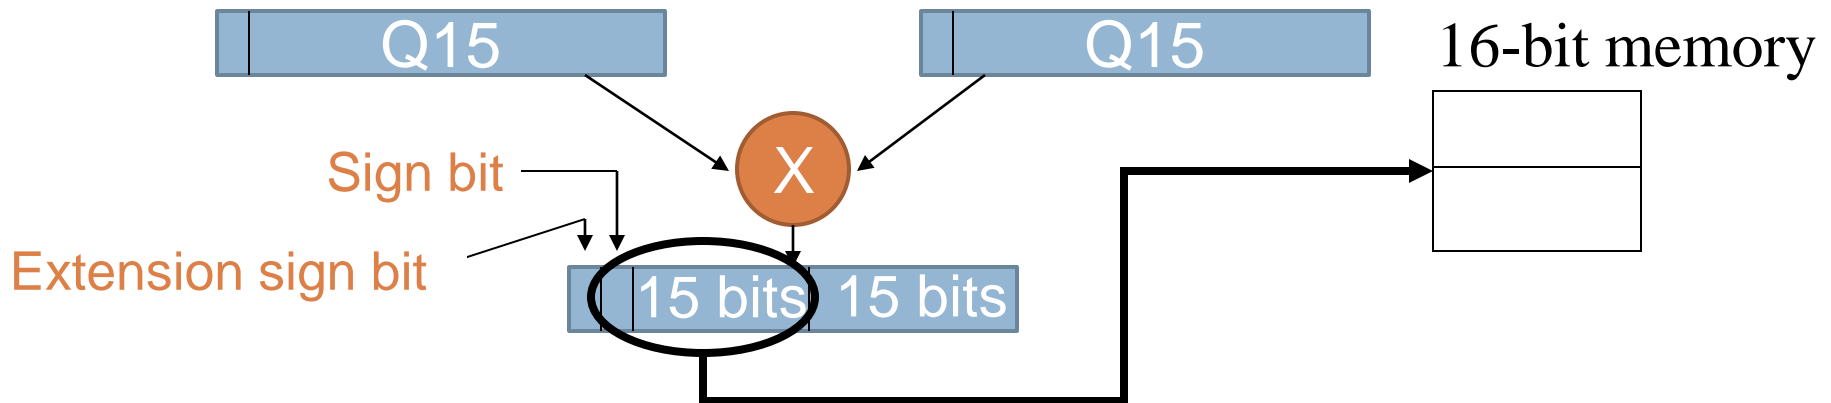 Q15
Q15
16-bit memory
X
Sign bit
Extension sign bit
15 bits
15 bits